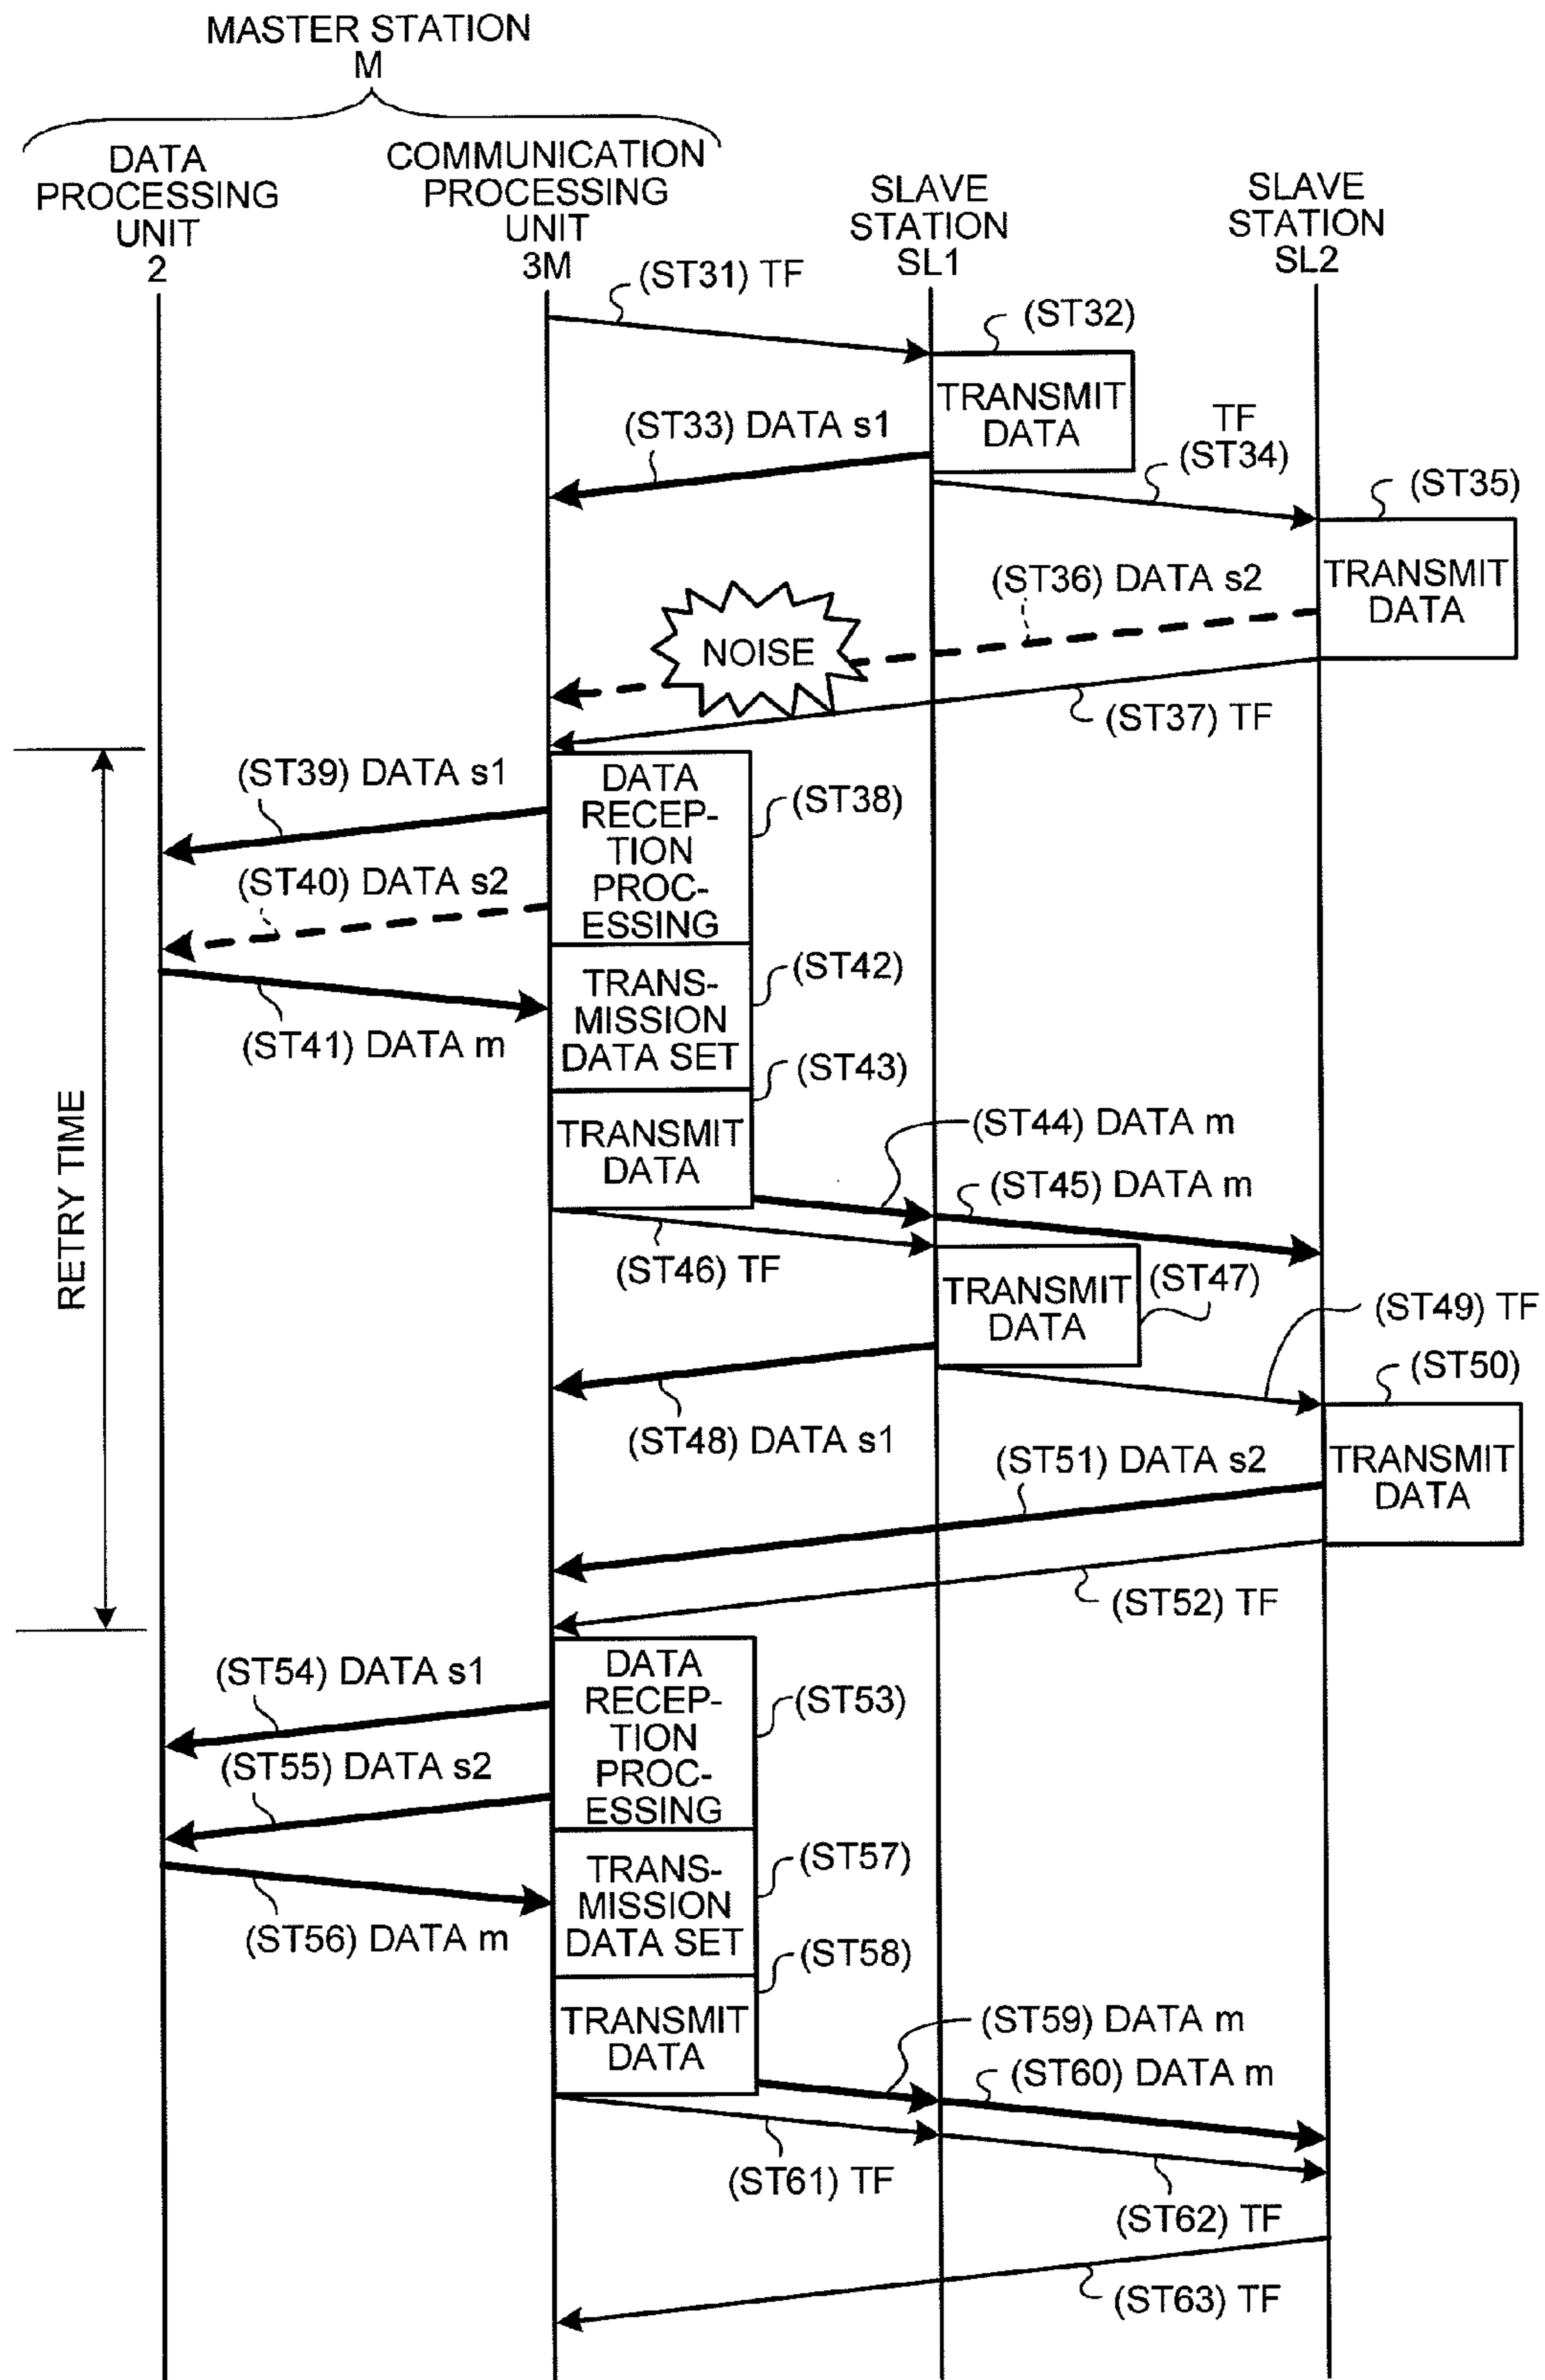 MASTER STATION
M
DATA
PROCESSING
UNIT
2
COMMUNICATION
PROCESSING
UNIT
3M
SLAVE
STATION
SL1
SLAVE
STATION
SL2
(ST31) TF
(ST32)
TRANSMIT
DATA
(ST33) DATA s1
TF
(ST34)
(ST35)
TRANSMIT
DATA
(ST36) DATA s2
NOISE
(ST37) TF
RETRY TIME
(ST39) DATA s1
DATA
RECEP-
TION
PROC-
ESSING
(ST38)
(ST40) DATA s2
(ST41) DATA m
TRANS-
MISSION
DATA SET
(ST42)
(ST43)
TRANSMIT
DATA
(ST44) DATA m
(ST45) DATA m
(ST46) TF
TRANSMIT
DATA
(ST47)
(ST49) TF
(ST48) DATA s1
(ST50)
TRANSMIT
DATA
(ST51) DATA s2
(ST52) TF
(ST54) DATA s1
DATA
RECEP-
TION
PROC-
ESSING
(ST53)
(ST55) DATA s2
(ST56) DATA m
TRANS-
MISSION
DATA SET
(ST57)
(ST58)
TRANSMIT
DATA
(ST59) DATA m
(ST60) DATA m
(ST61) TF
(ST62) TF
(ST63) TF